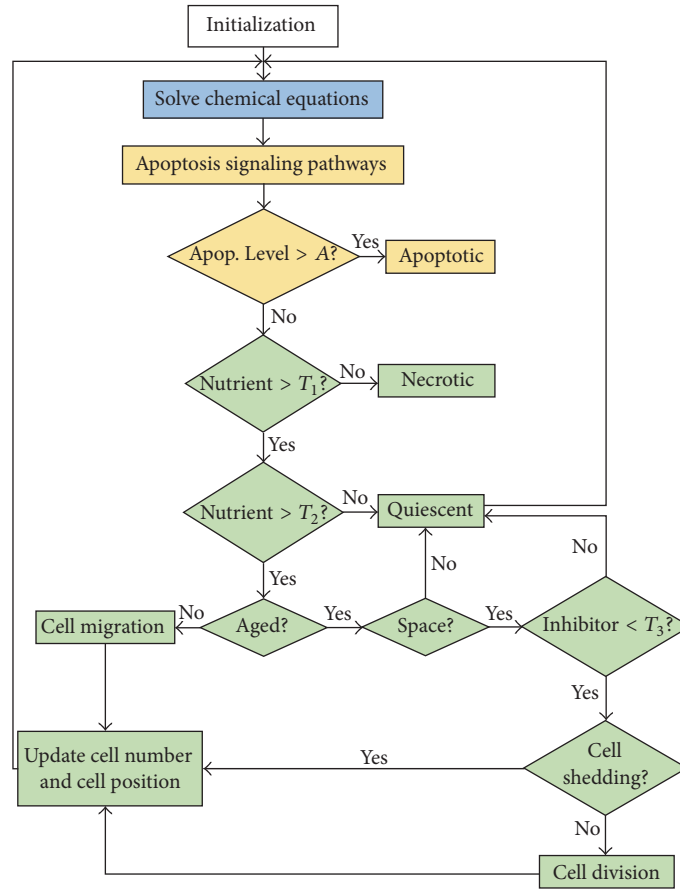 Initialization
Solve chemical equations
Apoptosis signaling pathways
Apop. Level > A?
Yes
Apoptotic
No
Nutrient > T₁?
No
Necrotic
Yes
Nutrient > T₂?
No
Quiescent
No
No
Yes
Cell migration
No
Aged?
Yes
Space?
Yes
Inhibitor < T₃?
Yes
Update cell number
and cell position
Yes
Cell
shedding?
No
Cell division